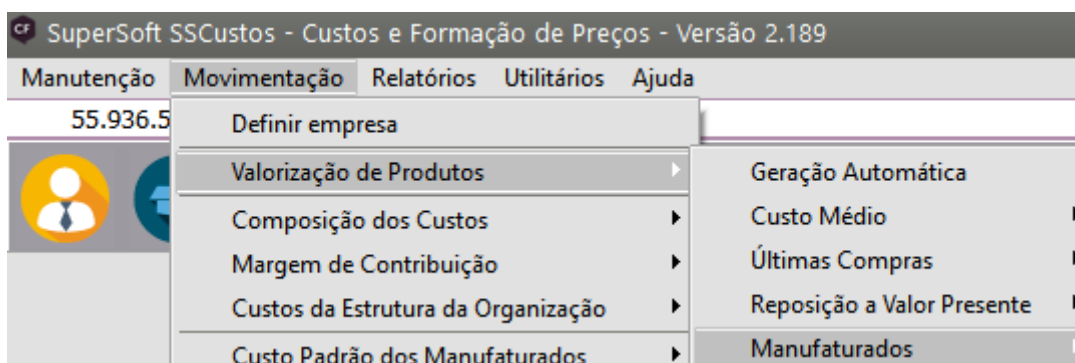 CF SuperSoft SSCustos - Custos e Formação de Preços - Versão 2.189
Manutenção Movimentação Relatórios Utilitários Ajuda
55.936.5
Definir empresa
Valorização de Produtos
Composição dos Custos
Margem de Contribuição
Custos da Estrutura da Organização
Custo Padrão dos Manufaturados
Geração Automática
Custo Médio
Últimas Compras
Reposição a Valor Presente
Manufaturados